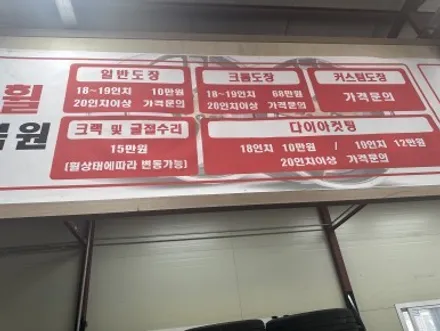 휠
복원
일반도장
18~19인치 10만원
20인치이상 가격문의
크롬도장
18~19인치 68만원
20인치이상 가격문의
커스텀도장
가격문의
크랙 및 굴절수리
15만원
(휠상태에따라 변동가능)
다이아컷팅
18인치 10만원 / 10인치 12만원
20인치이상 가격문의